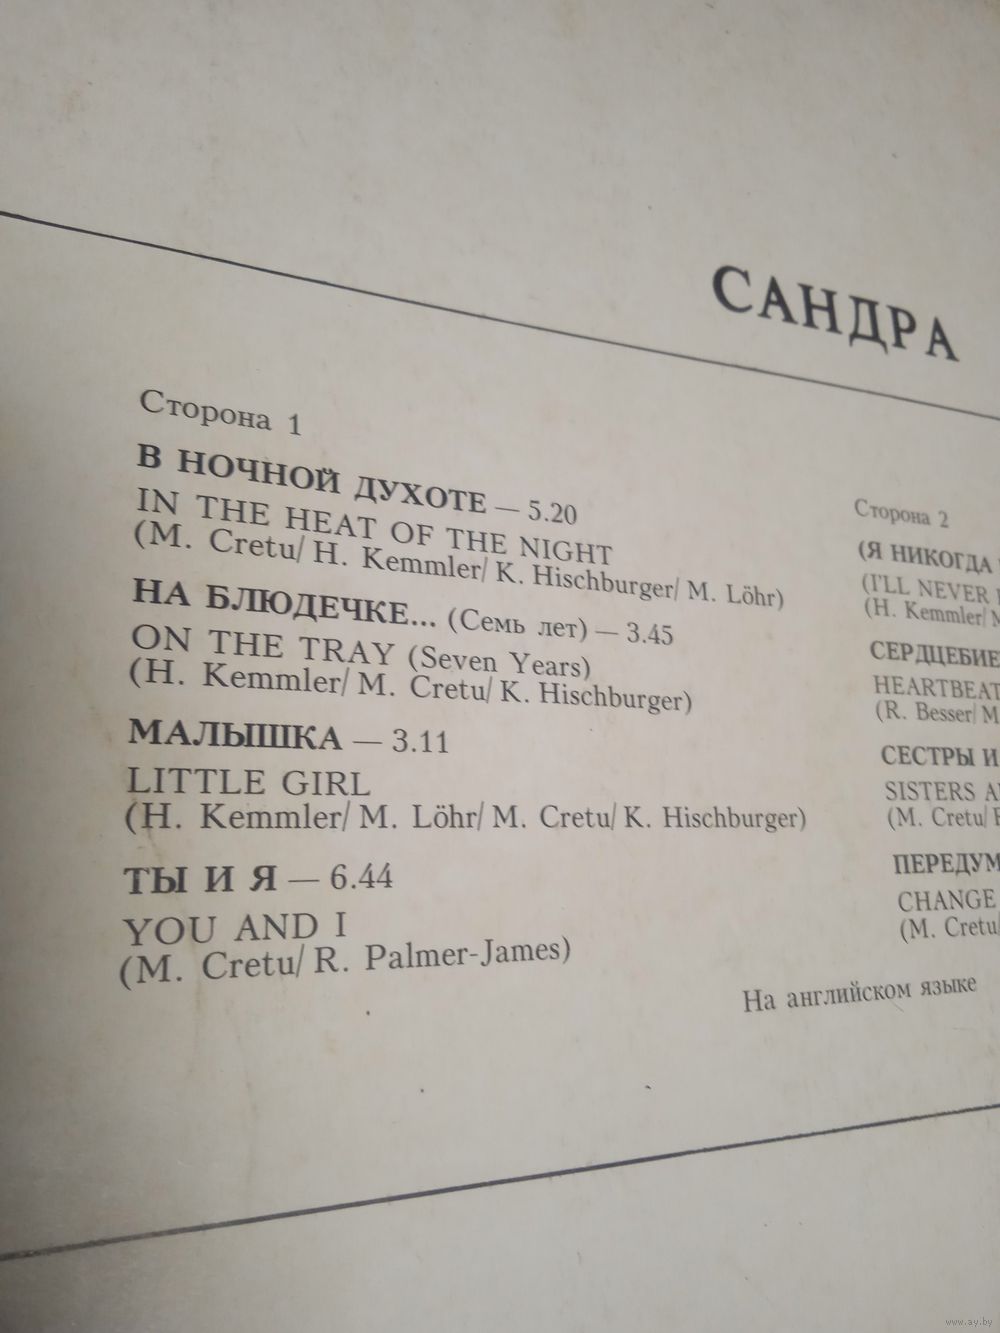 САНДРА
Сторона 1
В НОЧНОЙ ДУХОТЕ — 5.20
IN THE HEAT OF THE NIGHT
(M. Cretu/ H. Kemmler/ K. Hischburger/ M. Löhr)
НА БЛЮДЕЧКЕ... (Семь лет) — 3.45
ON THE TRAY (Seven Years)
(H. Kemmler/ M. Cretu/ K. Hischburger)
МАЛЫШКА — 3.11
LITTLE GIRL
(H. Kemmler/ M. Löhr/ M. Cretu/ K. Hischburger)
ТЫ И Я — 6.44
YOU AND I
(M. Cretu/ R. Palmer-James)
Сторона 2
(Я НИКОГДА
(I'LL NEVER
(H. Kemmler/
СЕРДЦЕБИЕ
HEARTBEAT
(R. Besser/ M
СЕСТРЫ И
SISTERS A
(M. Cretu/
ПЕРЕДУМ
CHANGE
(M. Cretu/
На английском языке
www.ay.by